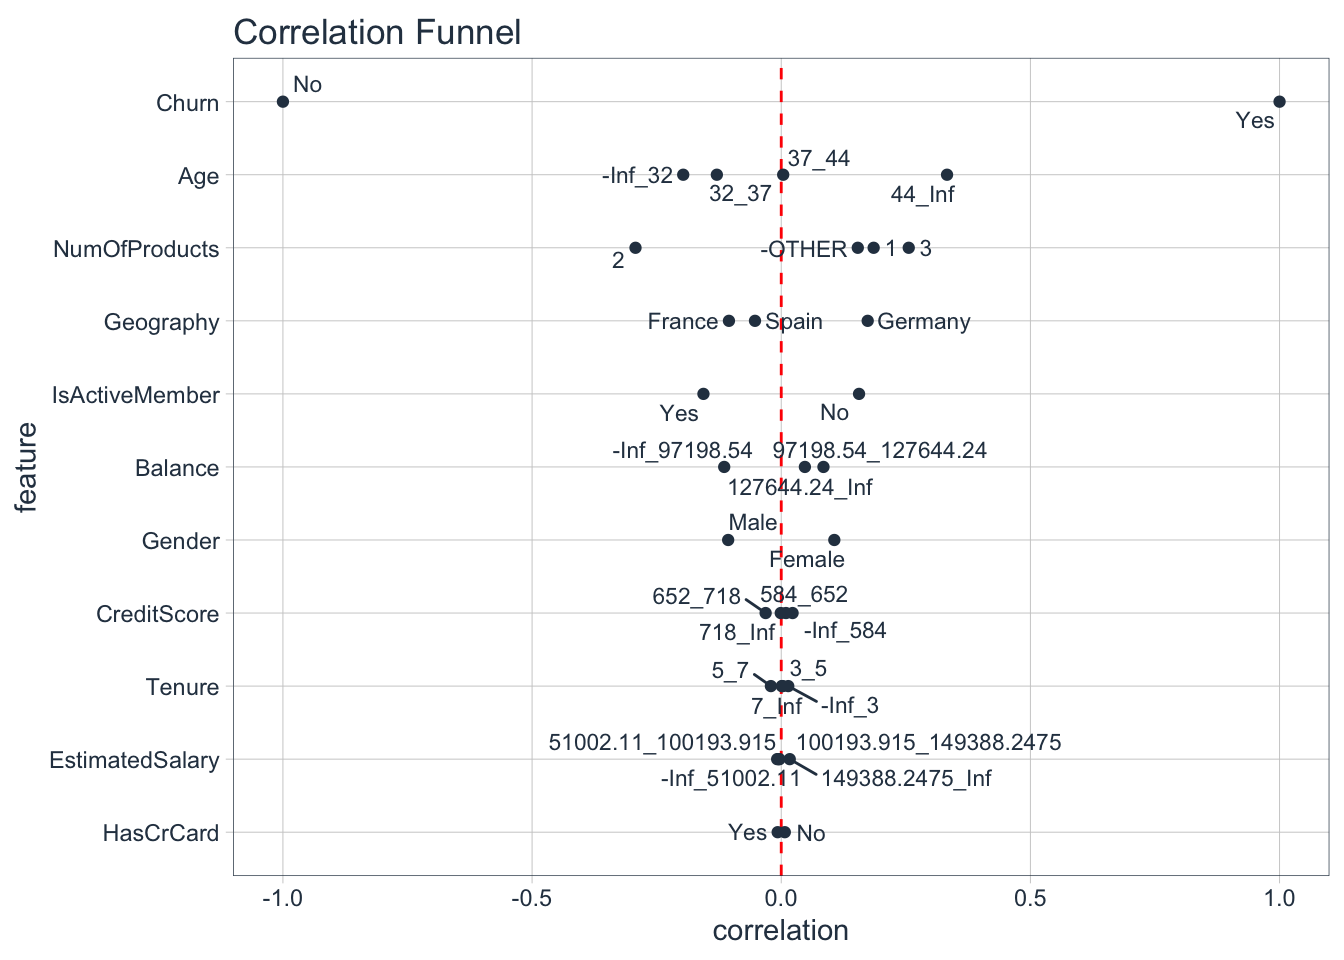 Correlation Funnel
Churn
No
Yes
Age
-Inf_32
32_37
37_44
44_Inf
NumOfProducts
2
-OTHER
1
3
Geography
France
Spain
Germany
IsActiveMember
Yes
No
Balance
-Inf_97198.54
97198.54_127644.24
127644.24_Inf
Gender
Male
Female
CreditScore
652_718
584_652
718_Inf
-Inf_584
Tenure
5_7
3_5
7_Inf
-Inf_3
EstimatedSalary
51002.11_100193.915
100193.915_149388.2475
-Inf_51002.11
149388.2475_Inf
HasCrCard
Yes
No
feature
-1.0
-0.5
0.0
0.5
1.0
correlation